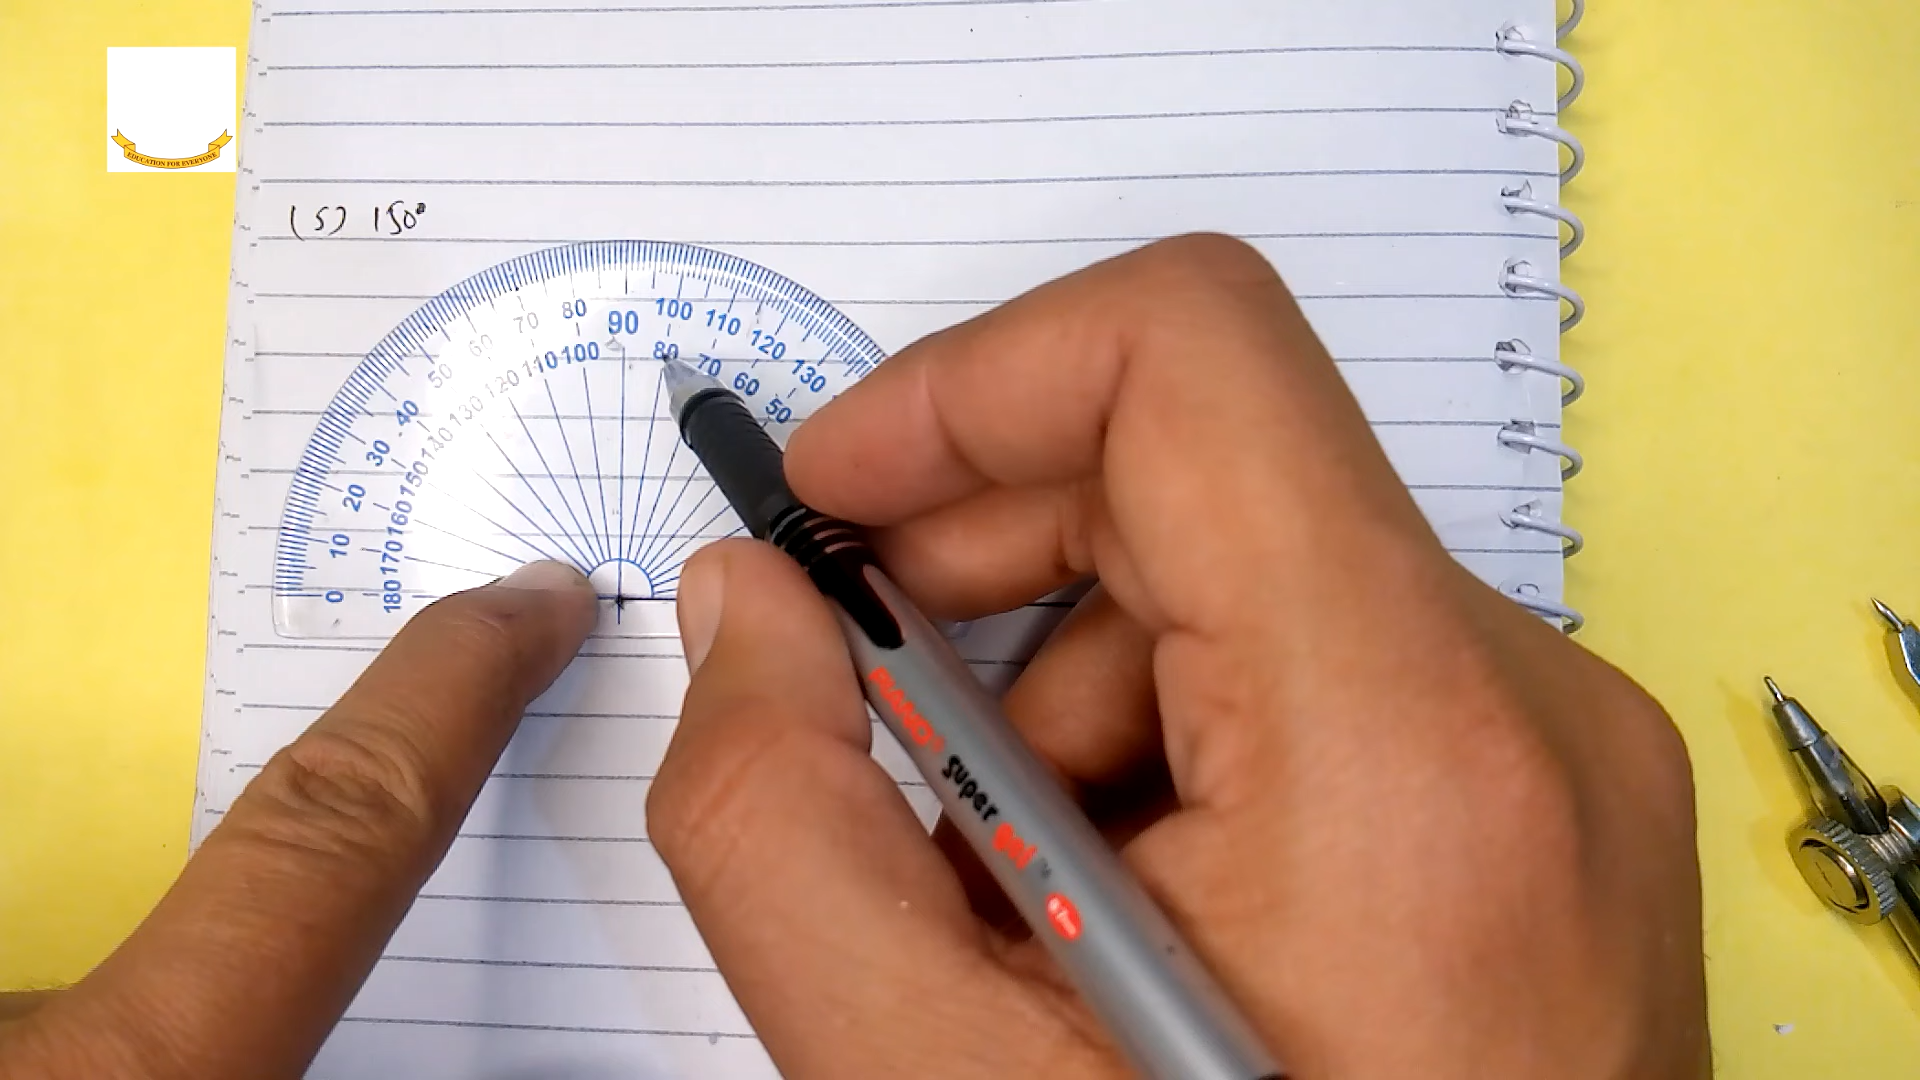 EDUCATION FOR EVERYONE
(5) 150°
0 10 20 30 40 50 60 70 80 90 100 110 120 130
180 170 160 150 140 130 120 110 100 80 70 60 50
PIANO® super gel